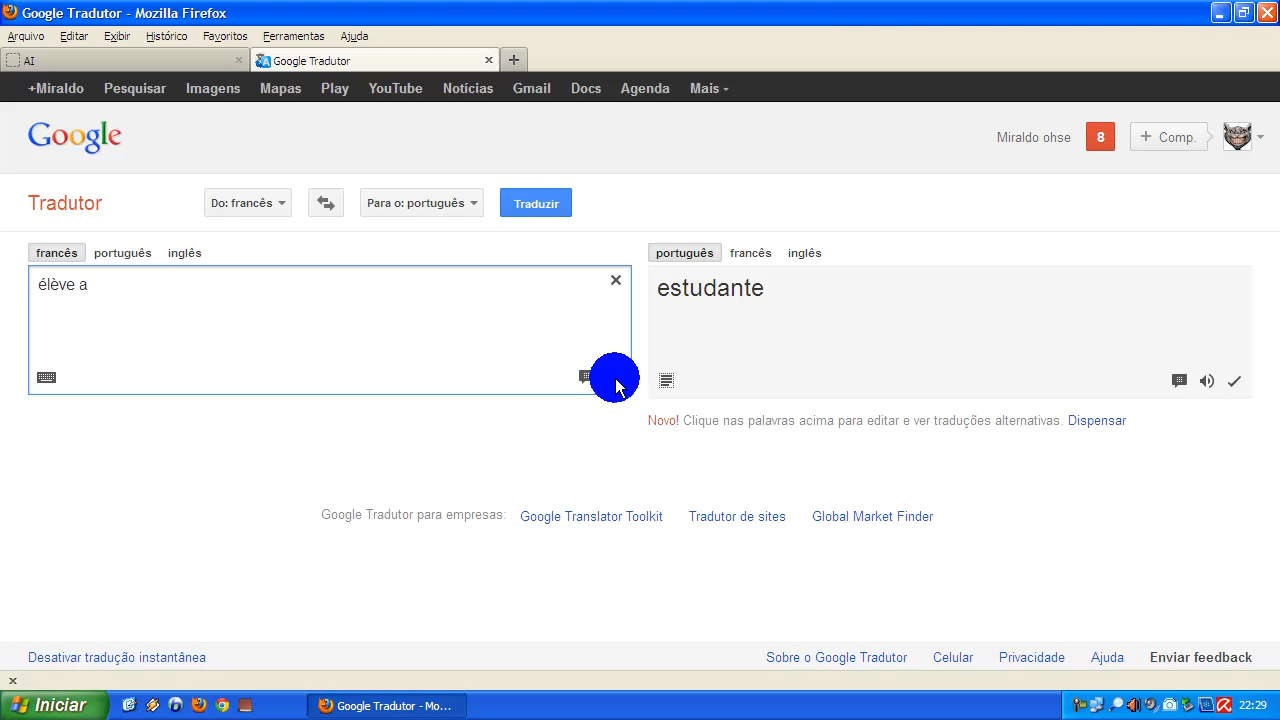 Google Tradutor - Mozilla Firefox
Arquivo Editar Exibir Histórico Favoritos Ferramentas Ajuda
AI Google Tradutor
+Miraldo Pesquisar Imagens Mapas Play YouTube Notícias Gmail Docs Agenda Mais
Google Miraldo ohse 8 + Comp.
Tradutor Do: francês Para o: português Traduzir
francês português inglês português francês inglês
élève a estudante
Novo! Clique nas palavras acima para editar e ver traduções alternativas. Dispensar
Google Tradutor para empresas: Google Translator Toolkit Tradutor de sites Global Market Finder
Desativar tradução instantânea Sobre o Google Tradutor Celular Privacidade Ajuda Enviar feedback
Iniciar Google Tradutor - Mo... 22:29